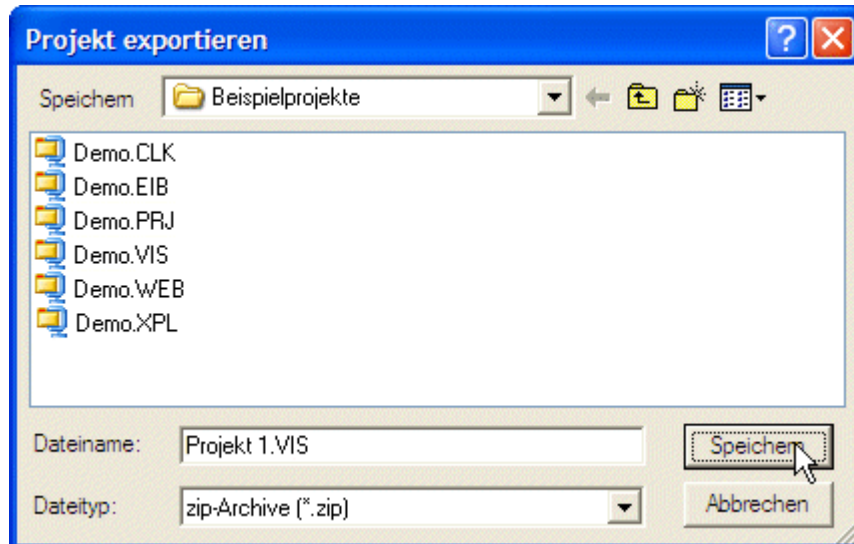 Projekt exportieren
Speichern Beispielprojekte
Demo.CLK
Demo.EIB
Demo.PRJ
Demo.VIS
Demo.WEB
Demo.XPL
Dateiname: Projekt 1.VIS Speichern
Dateityp: zip-Archive (*.zip) Abbrechen